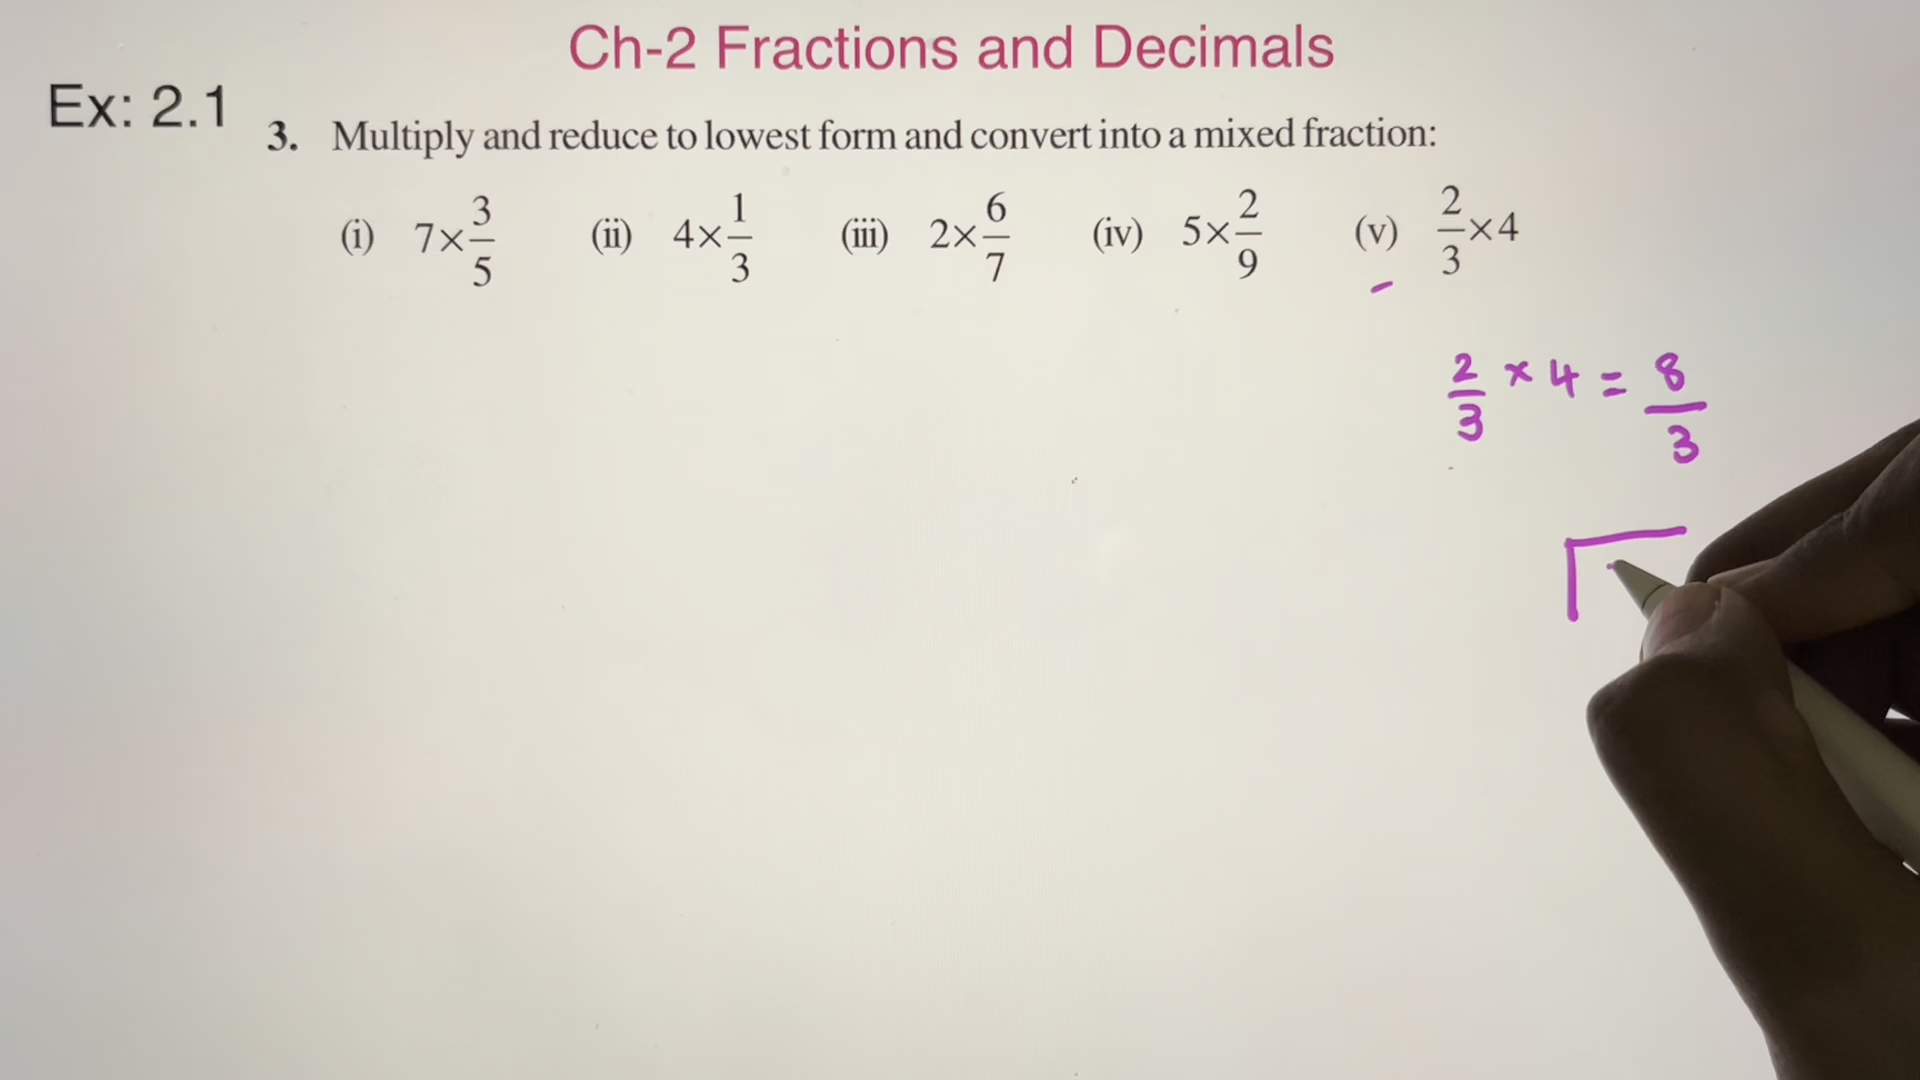 Ch-2 Fractions and Decimals
Ex: 2.1
3. Multiply and reduce to lowest form and convert into a mixed fraction:
(i) 7×3/5 (ii) 4×1/3 (iii) 2×6/7 (iv) 5×2/9 (v) 2/3×4
2/3 × 4 = 8/3